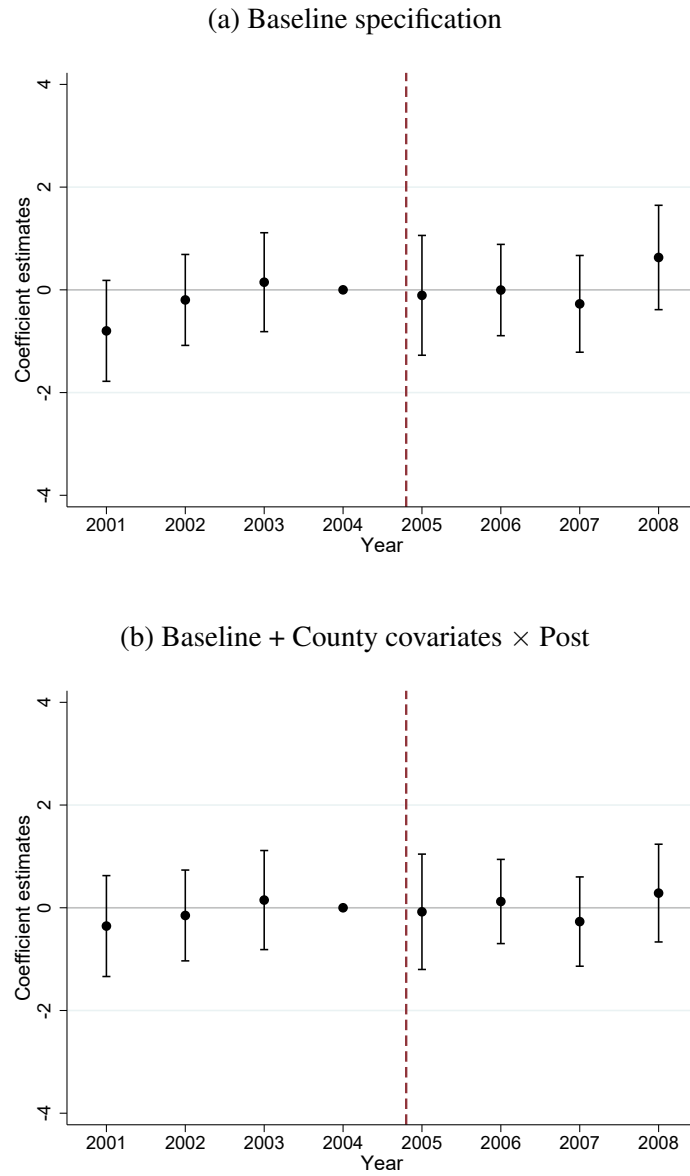 (a) Baseline specification
Coefficient estimates
4
2
0
-2
-4
2001 2002 2003 2004 2005 2006 2007 2008
Year
(b) Baseline + County covariates × Post
Coefficient estimates
4
2
0
-2
-4
2001 2002 2003 2004 2005 2006 2007 2008
Year